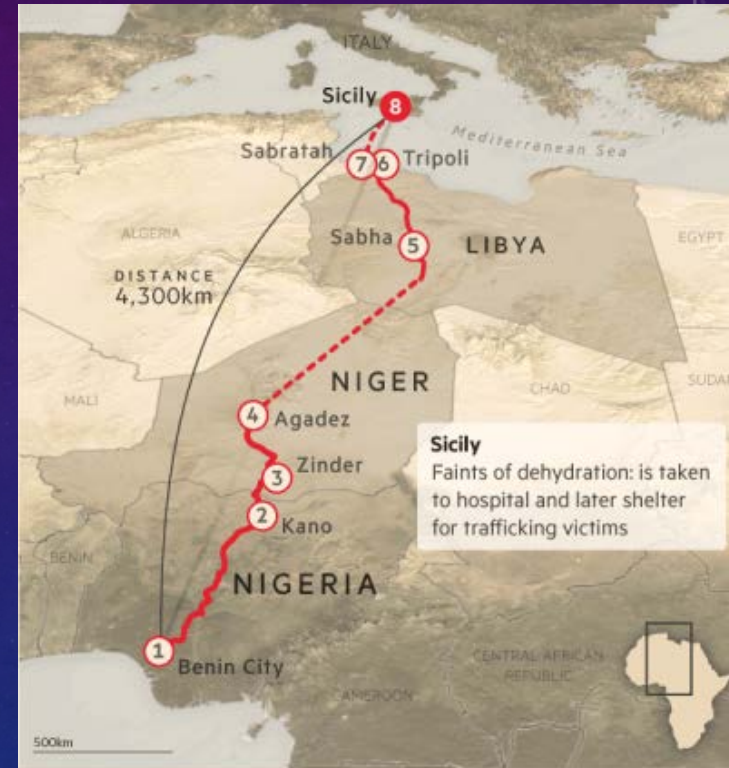 ITALY
Sicily
8
Mediterranean Sea
Sabratah
7
6
Tripoli
ALGERIA
Sabha
5
LIBYA
EGYPT
DISTANCE
4,300km
NIGER
MALI
CHAD
SUDAN
4
Agadez
Sicily
Faints of dehydration: is taken
to hospital and later shelter
for trafficking victims
Zinder
3
2
Kano
BENIN
NIGERIA
1
Benin City
CENTRAL AFRICAN
REPUBLIC
CAMEROON
500km